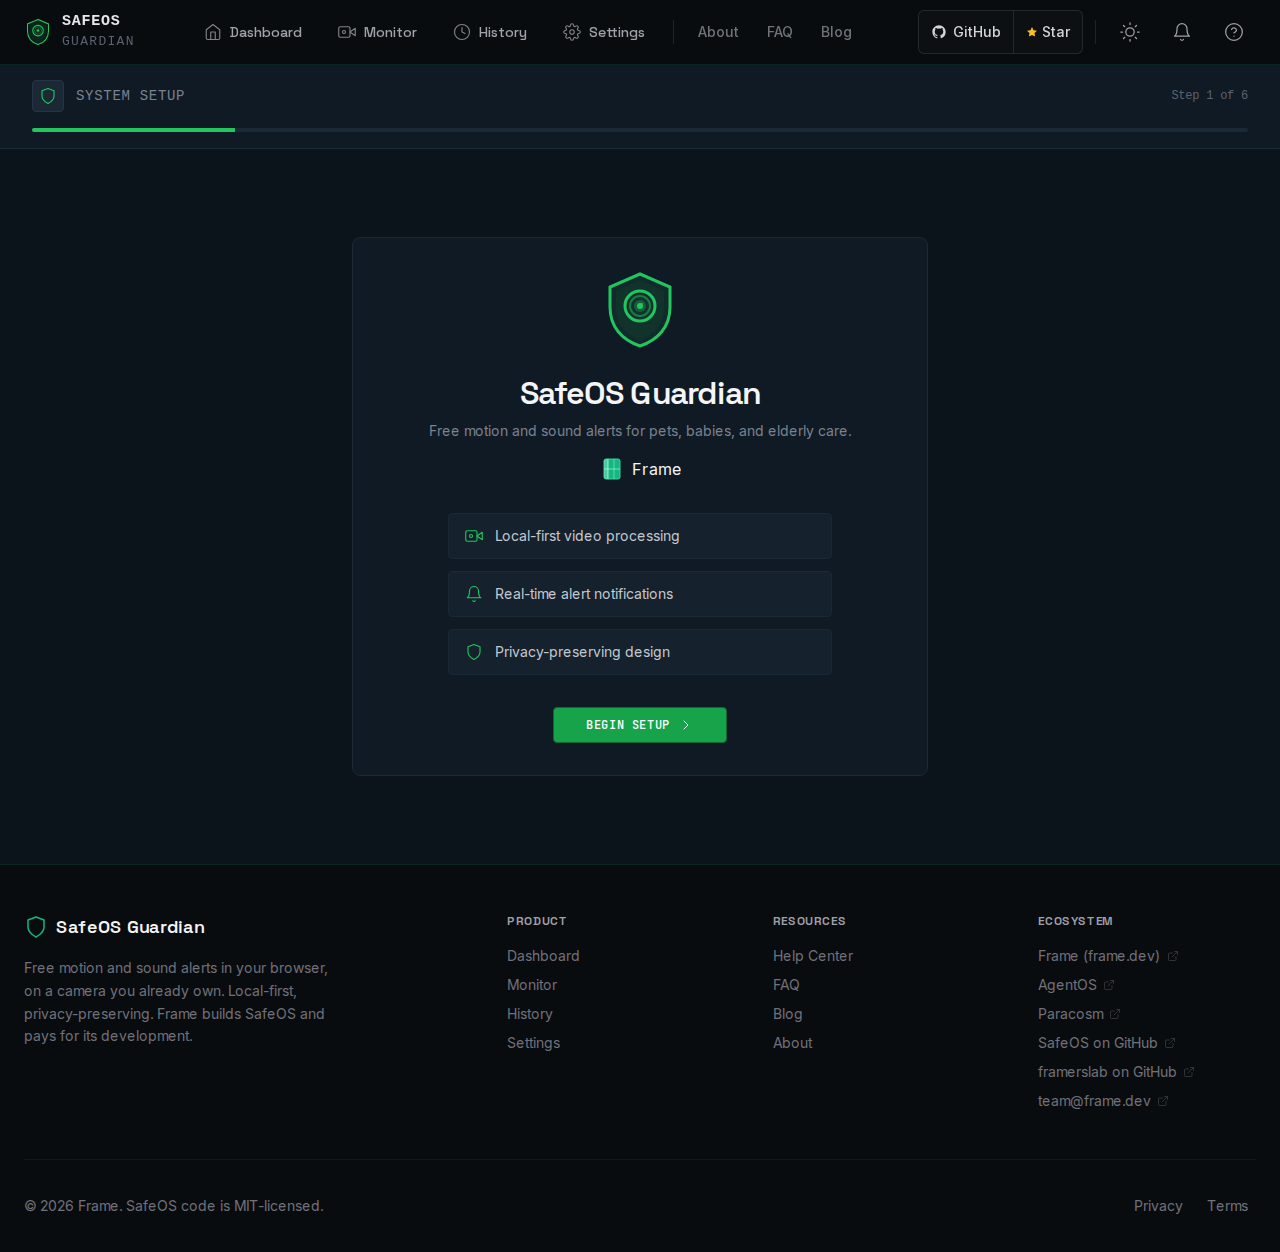 SAFEOS
GUARDIAN
Dashboard
Monitor
History
Settings
About
FAQ
Blog
GitHub
Star
SYSTEM SETUP
Step 1 of 6
SafeOS Guardian
Free motion and sound alerts for pets, babies, and elderly care.
Frame
Local-first video processing
Real-time alert notifications
Privacy-preserving design
BEGIN SETUP
SafeOS Guardian
Free motion and sound alerts in your browser,
on a camera you already own. Local-first,
privacy-preserving. Frame builds SafeOS and
pays for its development.
PRODUCT
Dashboard
Monitor
History
Settings
RESOURCES
Help Center
FAQ
Blog
About
ECOSYSTEM
Frame (frame.dev)
AgentOS
Paracosm
SafeOS on GitHub
framerslab on GitHub
team@frame.dev
© 2026 Frame. SafeOS code is MIT-licensed.
Privacy
Terms